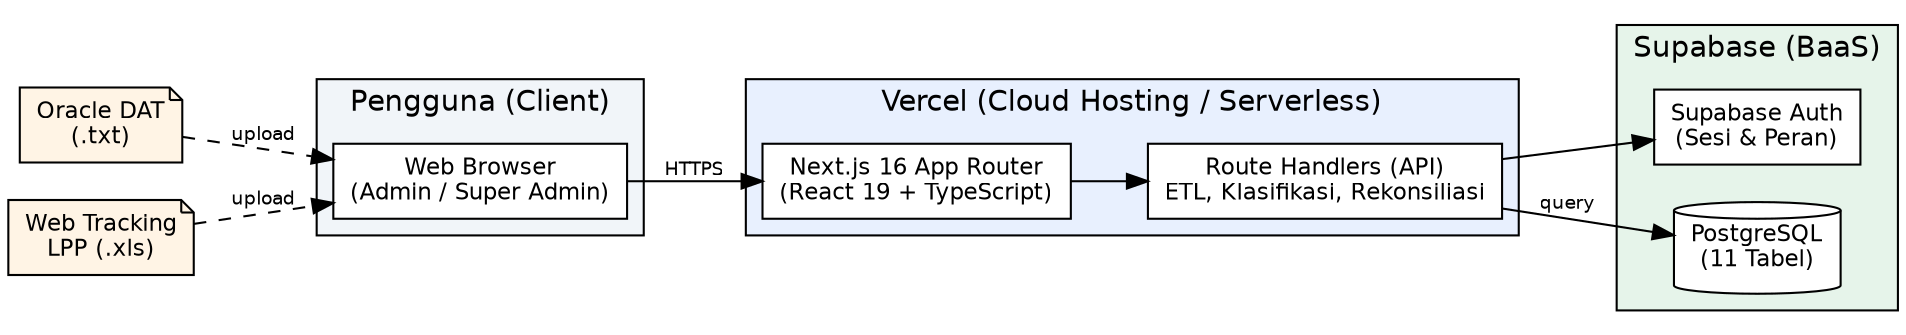 Oracle DAT
(.txt)
Web Tracking
LPP (.xls)
upload
upload
Pengguna (Client)
Web Browser
(Admin / Super Admin)
HTTPS
Vercel (Cloud Hosting / Serverless)
Next.js 16 App Router
(React 19 + TypeScript)
Route Handlers (API)
ETL, Klasifikasi, Rekonsiliasi
query
Supabase (BaaS)
Supabase Auth
(Sesi & Peran)
PostgreSQL
(11 Tabel)